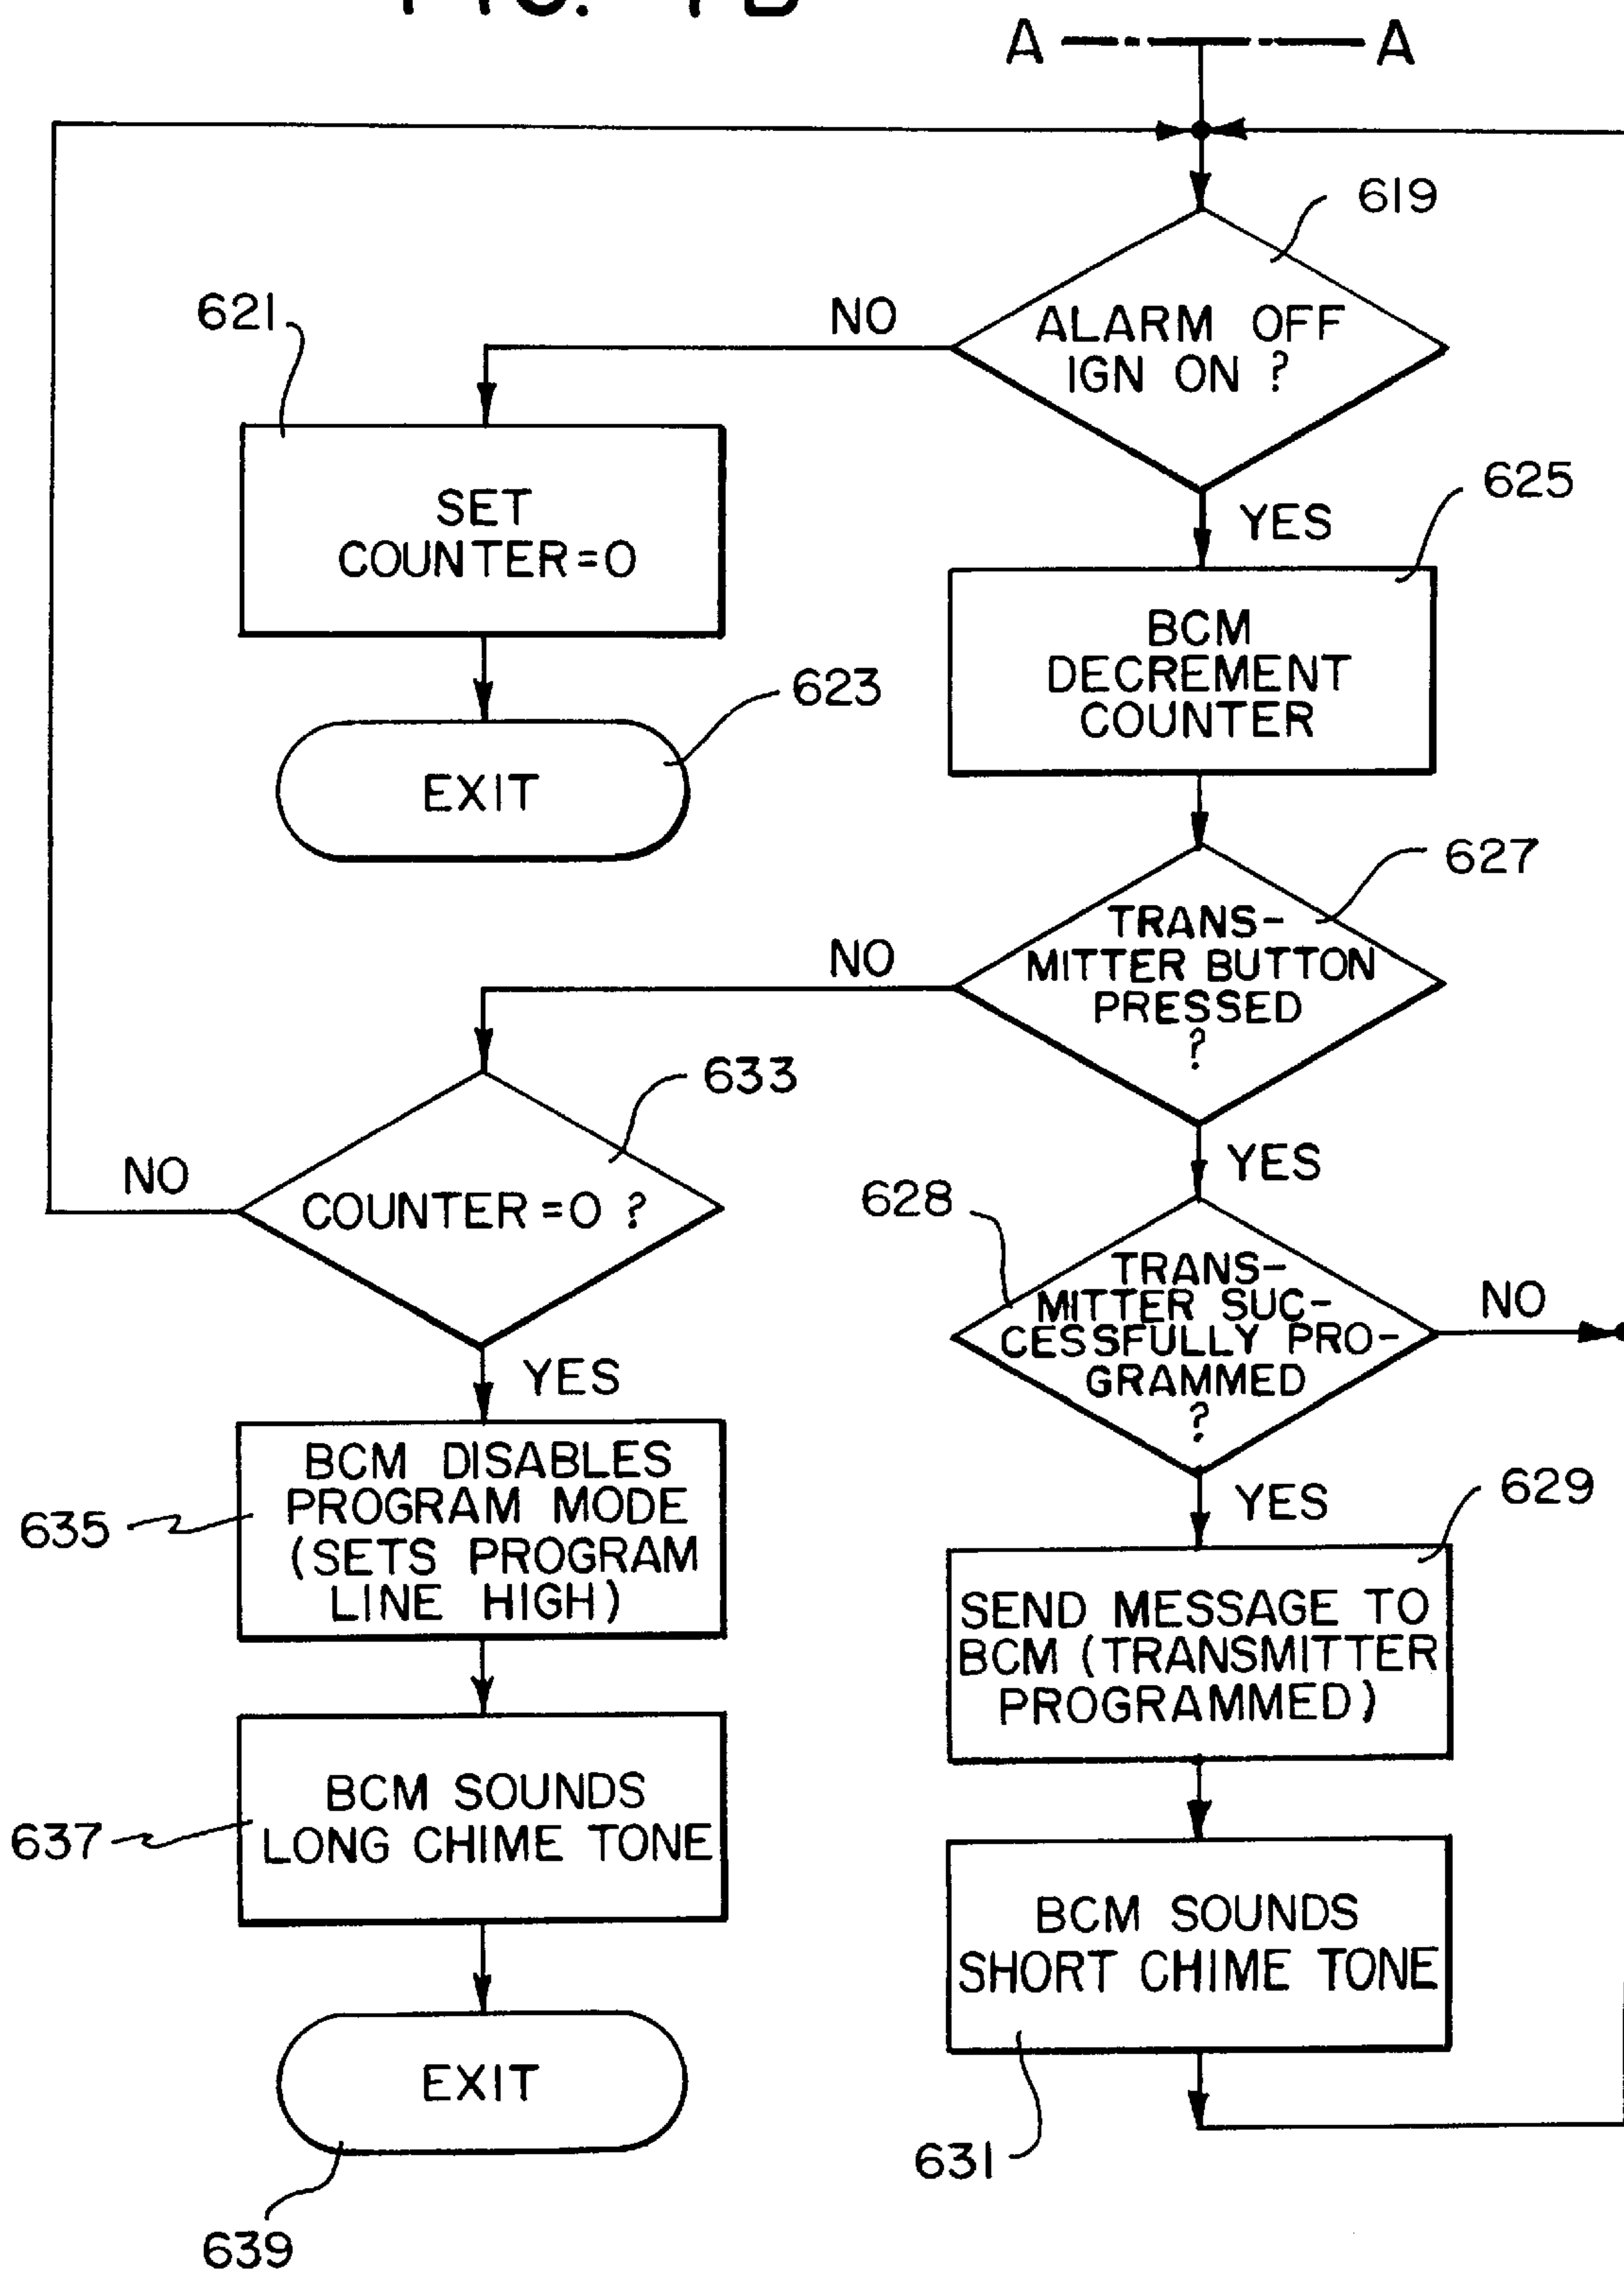 A A
619
NO
ALARM OFF
IGN ON ?
621
SET
COUNTER=0
YES
625
BCM
DECREMENT
COUNTER
623
EXIT
627
NO
TRANS-
MITTER BUTTON
PRESSED
?
633
NO
COUNTER=0 ?
YES
628
TRANS-
MITTER SUC-
CESSFULLY PRO-
GRAMMED
?
NO
YES
BCM DISABLES
PROGRAM MODE
(SETS PROGRAM
LINE HIGH)
635
YES
629
SEND MESSAGE TO
BCM (TRANSMITTER
PROGRAMMED)
BCM SOUNDS
LONG CHIME TONE
637
BCM SOUNDS
SHORT CHIME TONE
631
EXIT
639